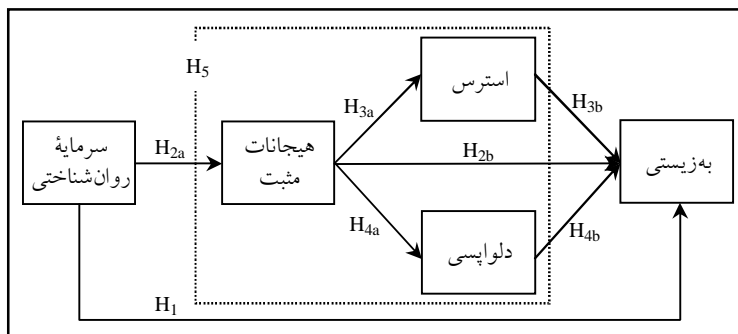 استرس
H5
H3a
H3b
سرمایهٔ
روان‌شناختی
H2a
هیجانات
مثبت
H2b
به‌زیستی
H4a
دلواپسی
H4b
H1